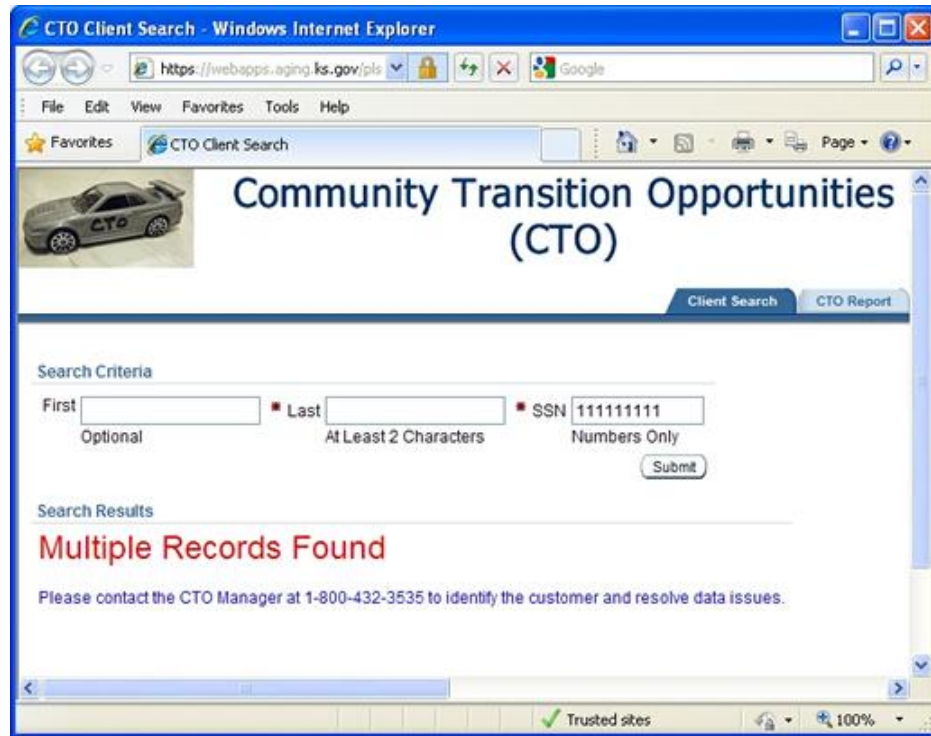 CTO Client Search - Windows Internet Explorer
https://webapps.aging.ks.gov/pls
Google
File Edit View Favorites Tools Help
Favorites CTO Client Search Page
CTO
Community Transition Opportunities
(CTO)
Client Search CTO Report
Search Criteria
First * Last * SSN 111111111
Optional At Least 2 Characters Numbers Only
Submit
Search Results
Multiple Records Found
Please contact the CTO Manager at 1-800-432-3535 to identify the customer and resolve data issues.
Trusted sites 100%